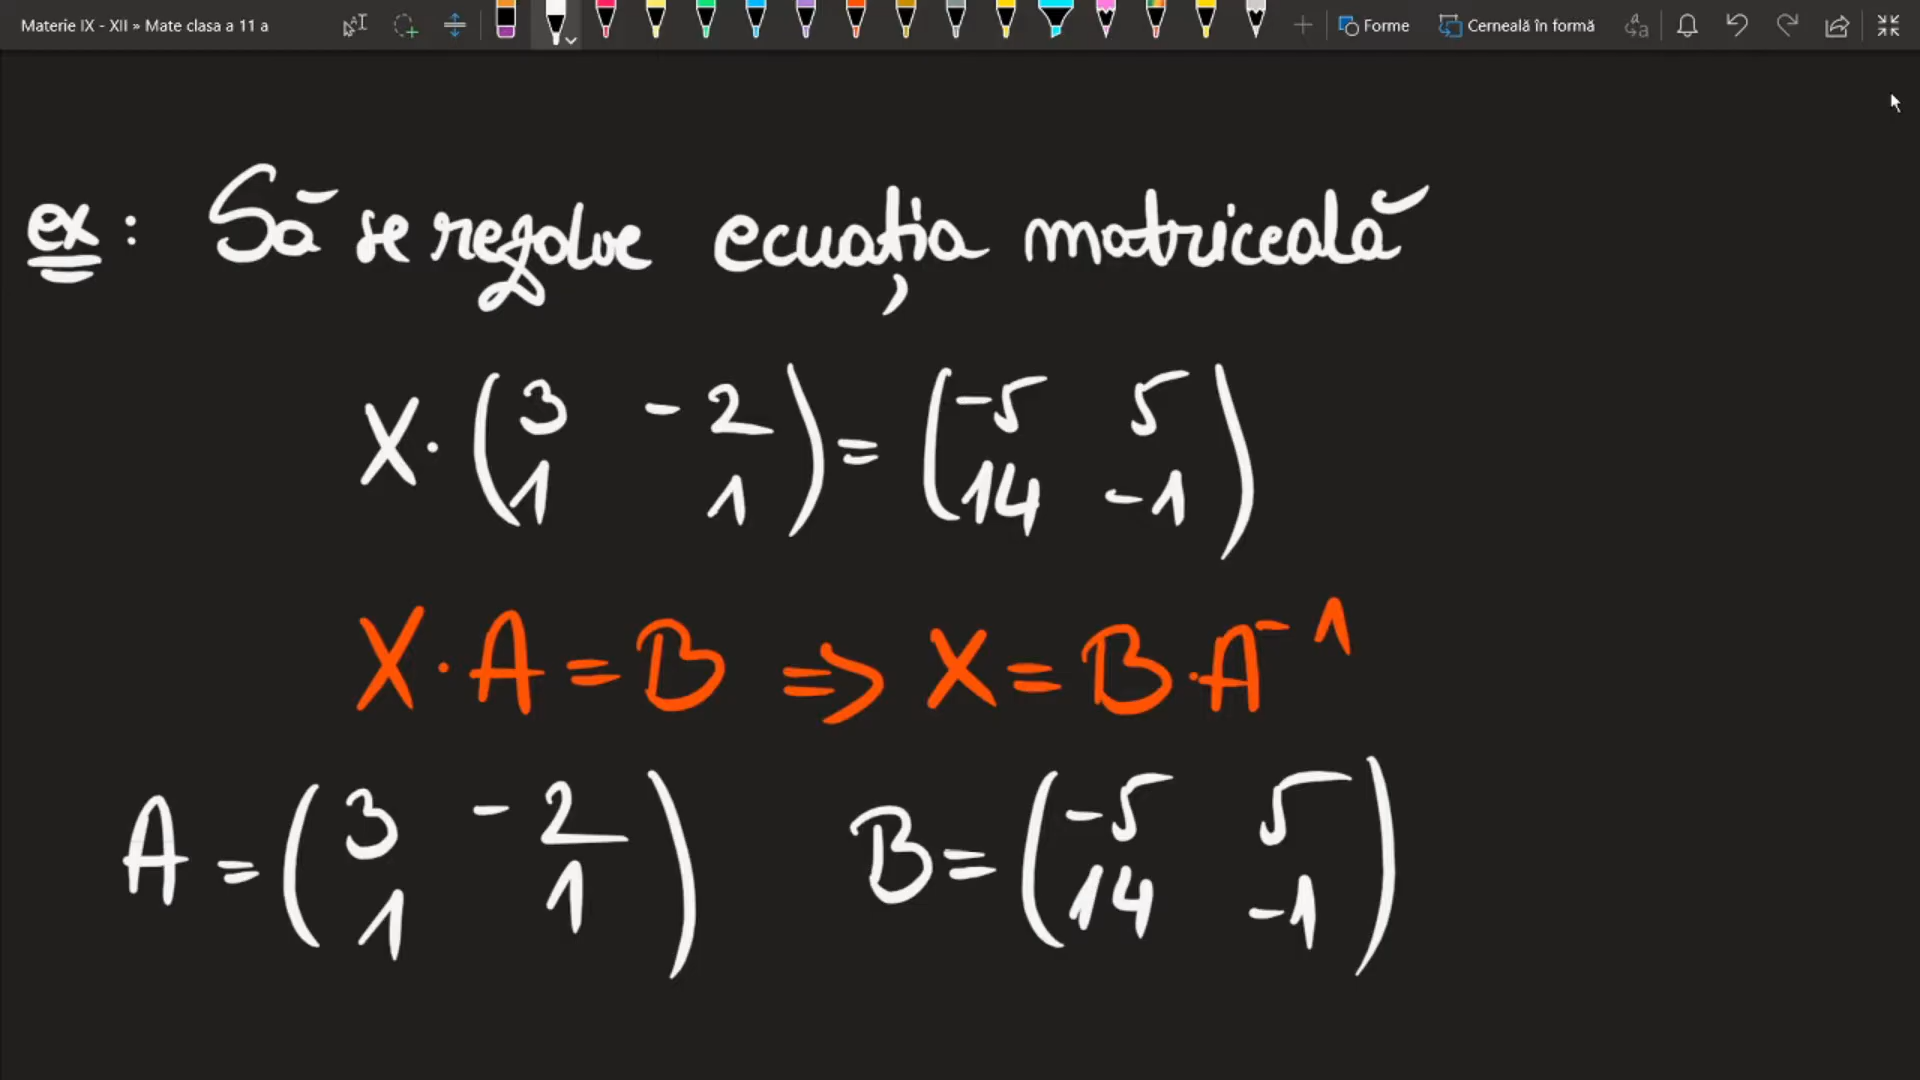 Materie IX - XII » Mate clasa a 11 a
Forme
Cerneală în formă
ex: Să se rezolve ecuația matriceală
X · ( 3 -2 ) = ( -5 5 )
1 1 14 -1
X · A = B => X = B · A⁻¹
A = ( 3 -2 ) B = ( -5 5 )
1 1 14 -1